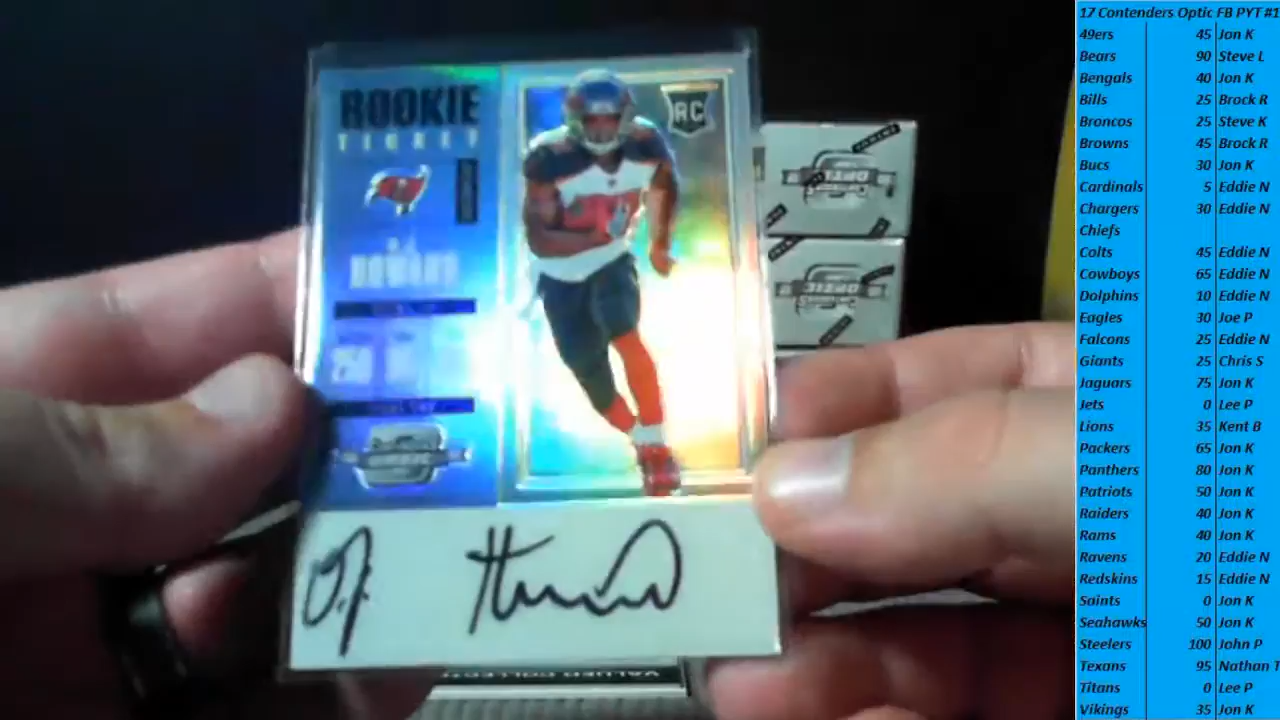 ROOKIE
TICKET
RC
O.J.
HOWARD
O.J. Howard
17 Contenders Optic FB PYT #1
49ers 45 Jon K
Bears 90 Steve L
Bengals 40 Jon K
Bills 25 Brock R
Broncos 25 Steve K
Browns 45 Brock R
Bucs 30 Jon K
Cardinals 5 Eddie N
Chargers 30 Eddie N
Chiefs
Colts 45 Eddie N
Cowboys 65 Eddie N
Dolphins 10 Eddie N
Eagles 30 Joe P
Falcons 25 Eddie N
Giants 25 Chris S
Jaguars 75 Jon K
Jets 0 Lee P
Lions 35 Kent B
Packers 65 Jon K
Panthers 80 Jon K
Patriots 50 Jon K
Raiders 40 Jon K
Rams 40 Jon K
Ravens 20 Eddie N
Redskins 15 Eddie N
Saints 0 Jon K
Seahawks 50 Jon K
Steelers 100 John P
Texans 95 Nathan T
Titans 0 Lee P
Vikings 35 Jon K